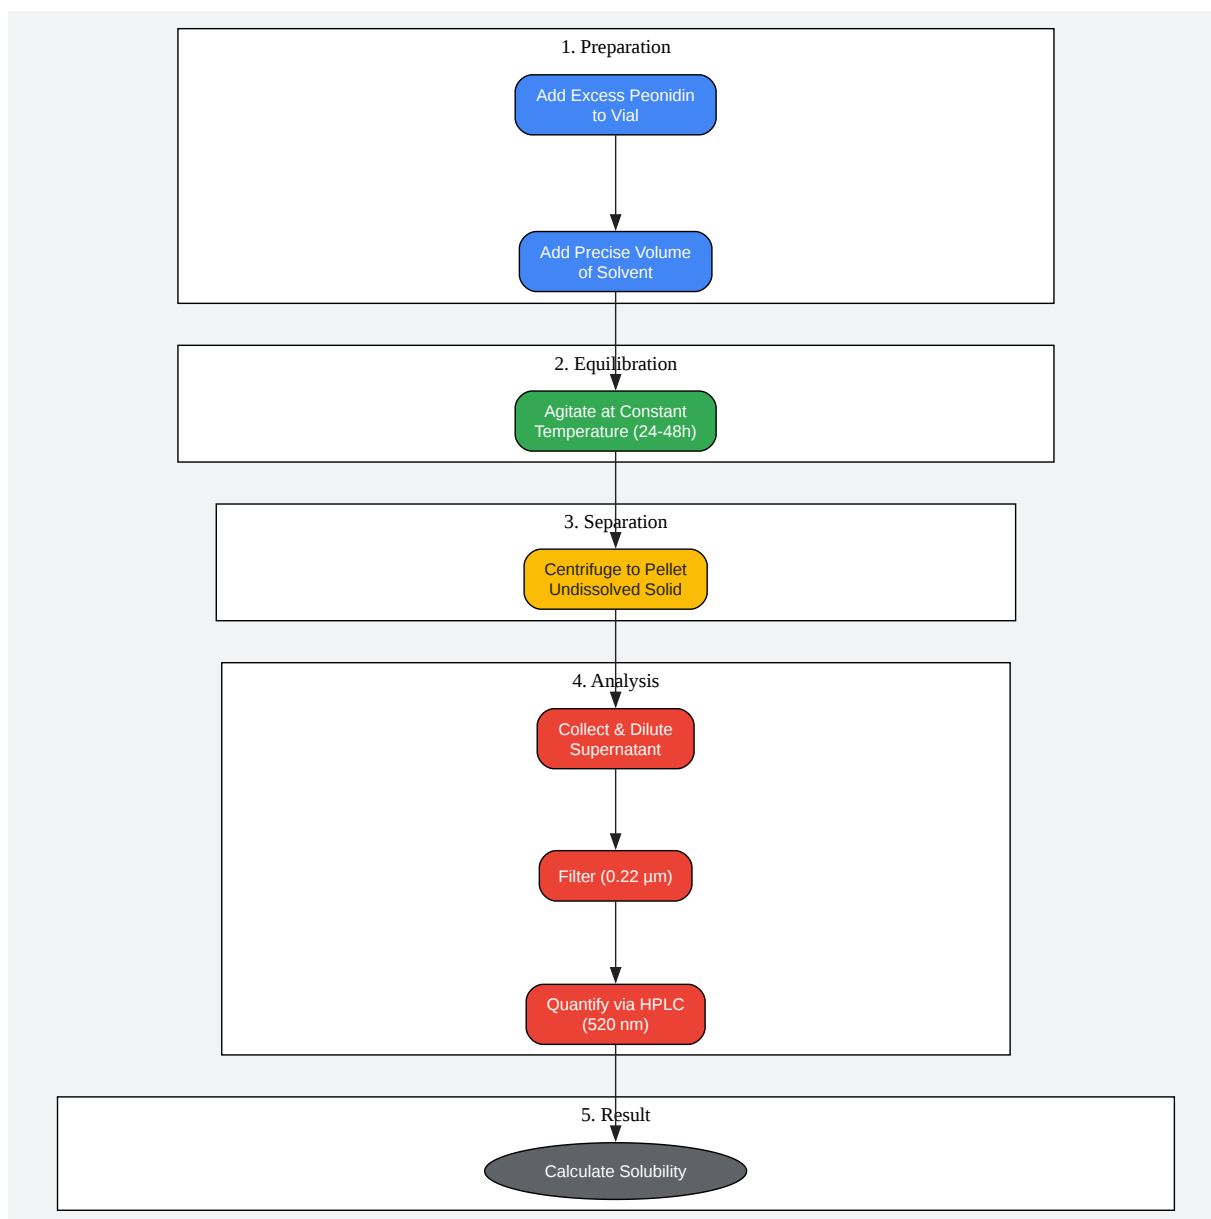 1. Preparation
Add Excess Peonidin
to Vial
Add Precise Volume
of Solvent
2. Equilibration
Agitate at Constant
Temperature (24-48h)
3. Separation
Centrifuge to Pellet
Undissolved Solid
4. Analysis
Collect & Dilute
Supernatant
Filter (0.22 µm)
Quantify via HPLC
(520 nm)
5. Result
Calculate Solubility